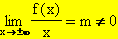 lim f(x)/x = m ≠ 0
x→±∞